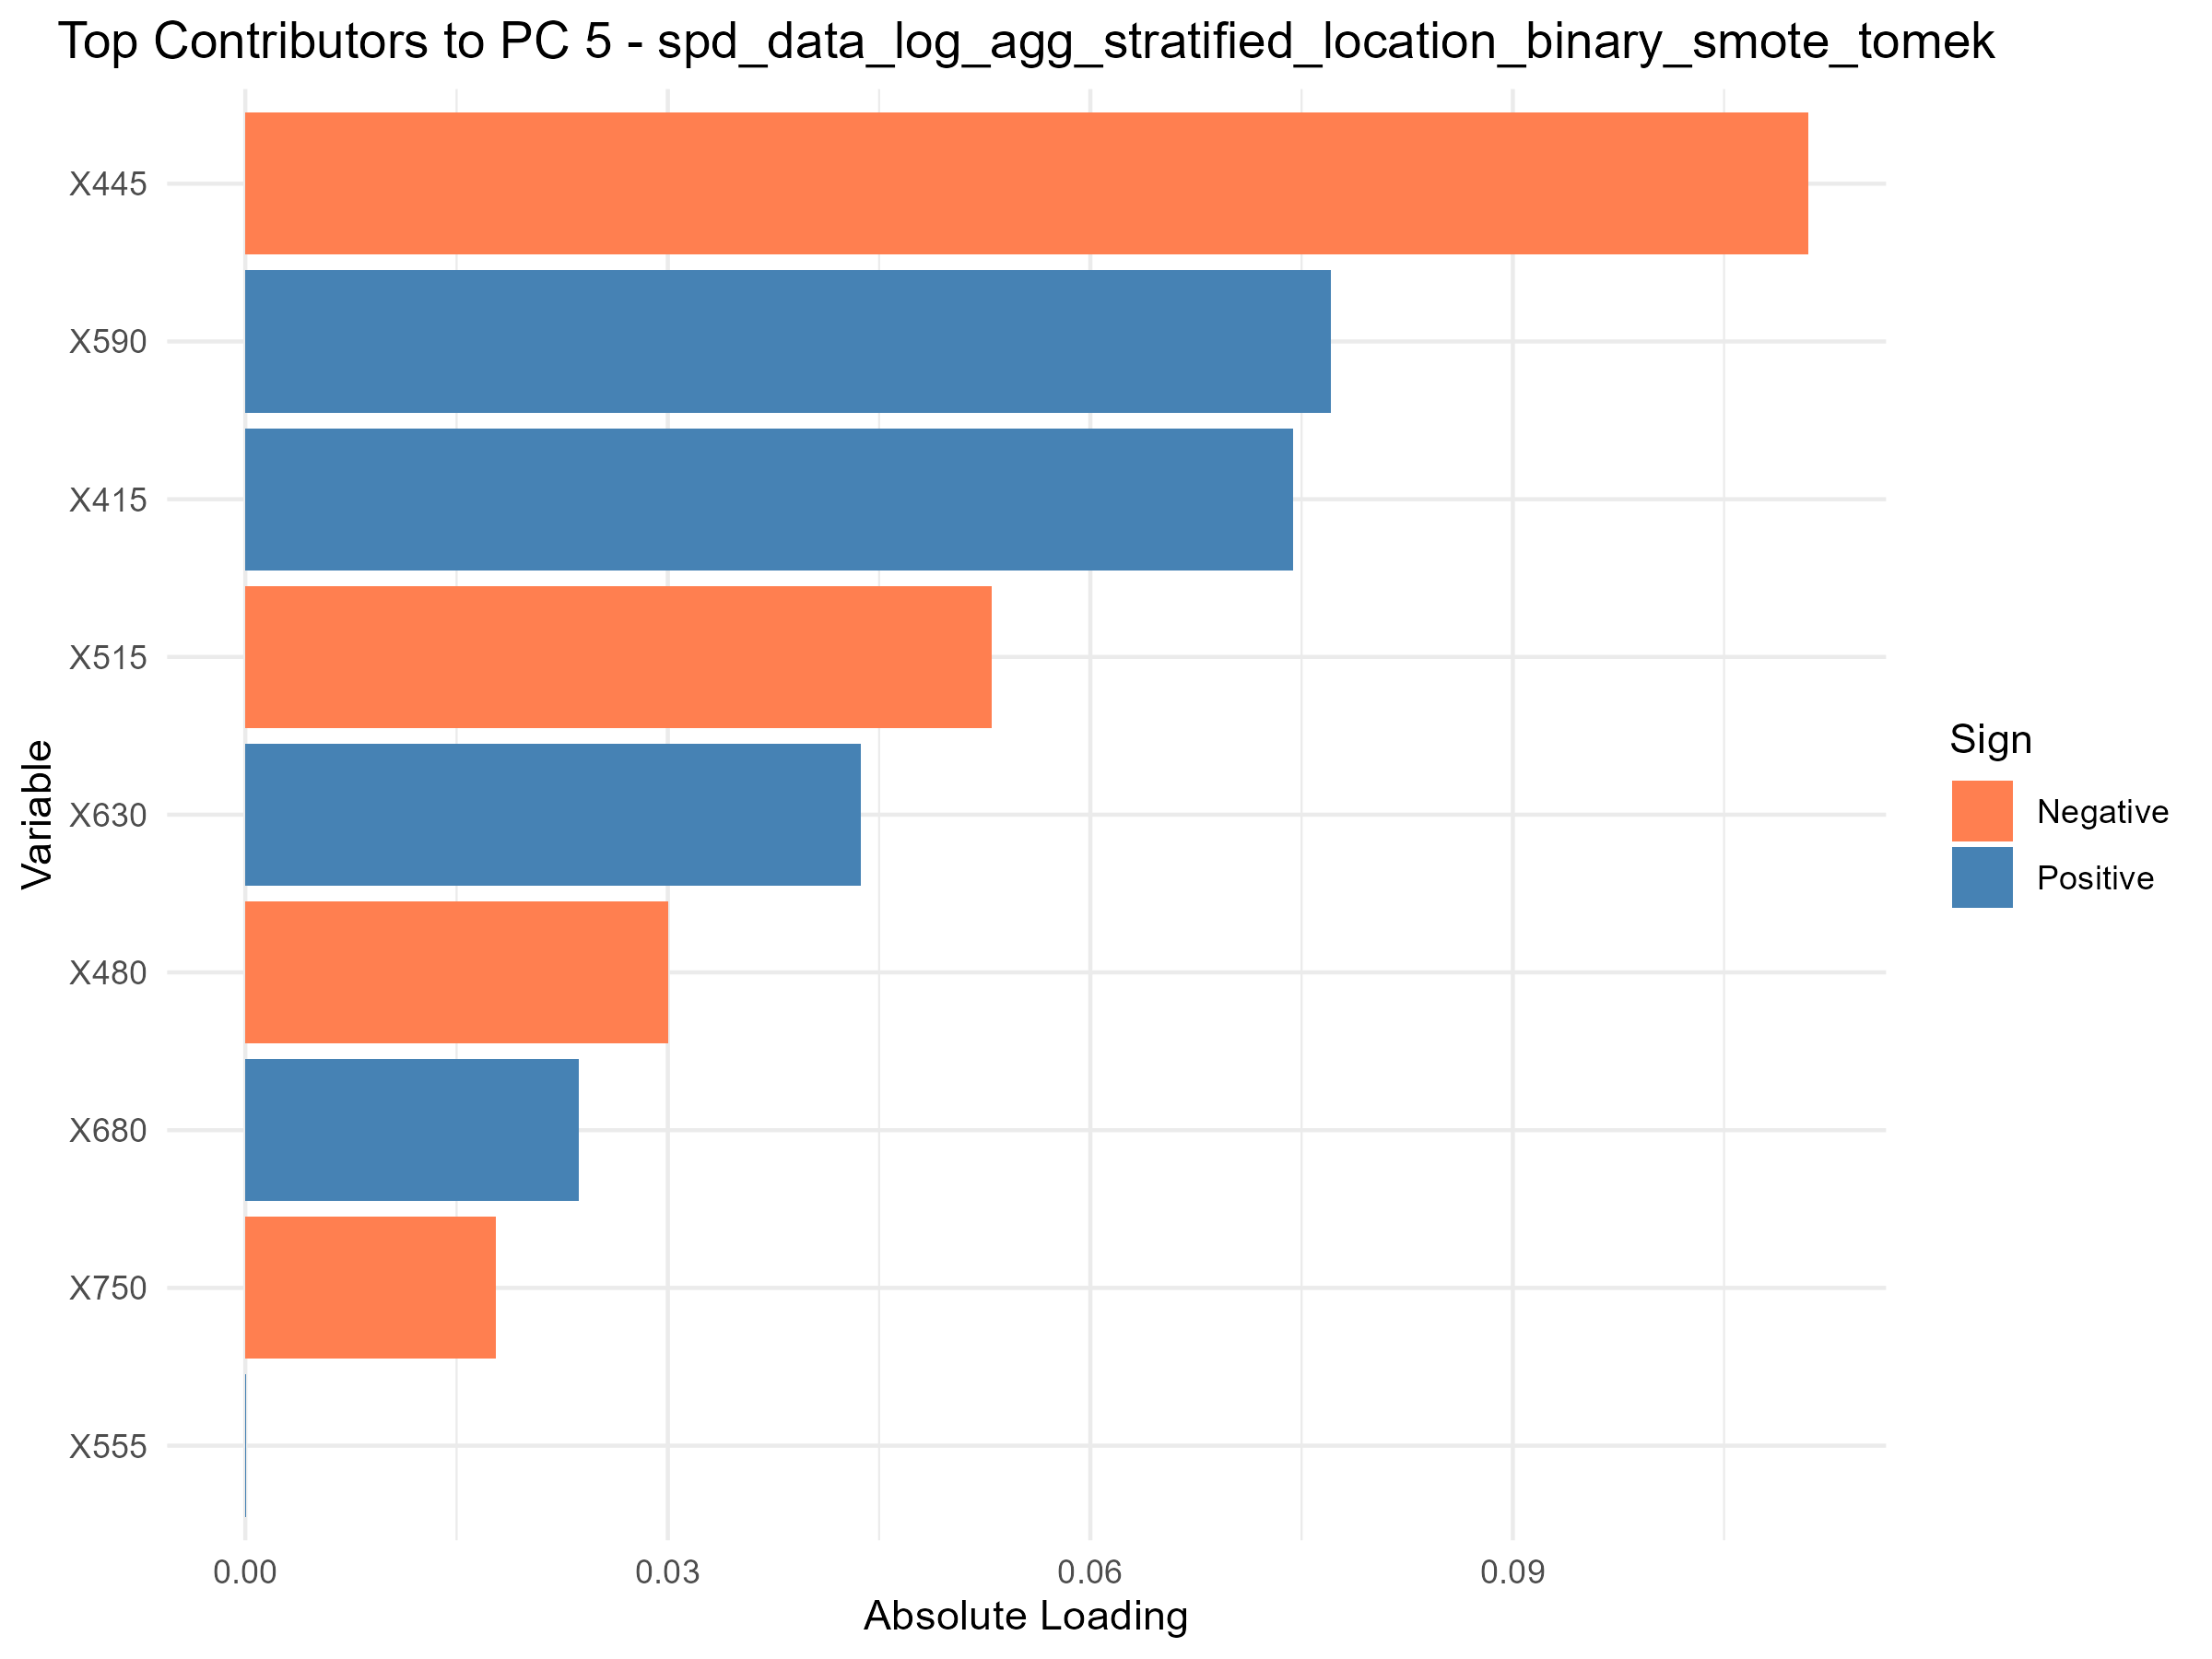 Top Contributors to PC 5 - spd_data_log_agg_stratified_location_binary_smote_tomek
Variable
X445
X590
X415
X515
X630
X480
X680
X750
X555
0.00 0.03 0.06 0.09
Absolute Loading
Sign
Negative
Positive